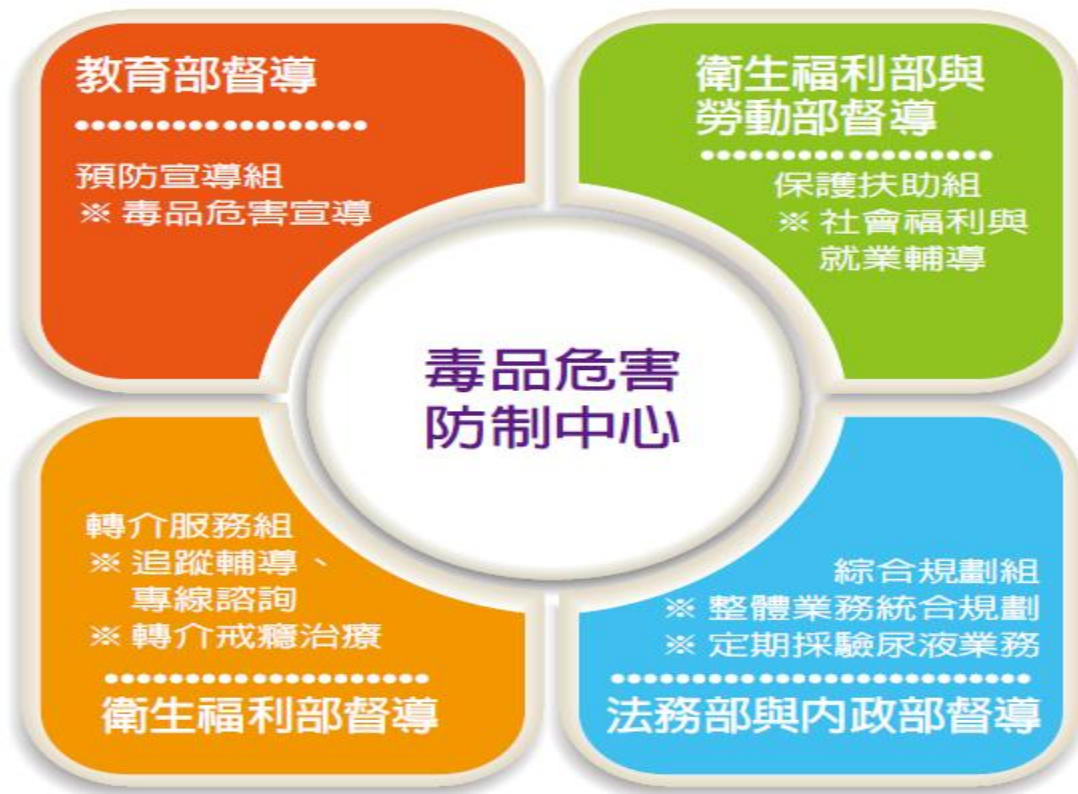 教育部督導
預防宣導組
※ 毒品危害宣導
衛生福利部與
勞動部督導
保護扶助組
※ 社會福利與
就業輔導
毒品危害
防制中心
轉介服務組
※ 追蹤輔導、
專線諮詢
※ 轉介戒癮治療
衛生福利部督導
綜合規劃組
※ 整體業務統合規劃
※ 定期採驗尿液業務
法務部與內政部督導